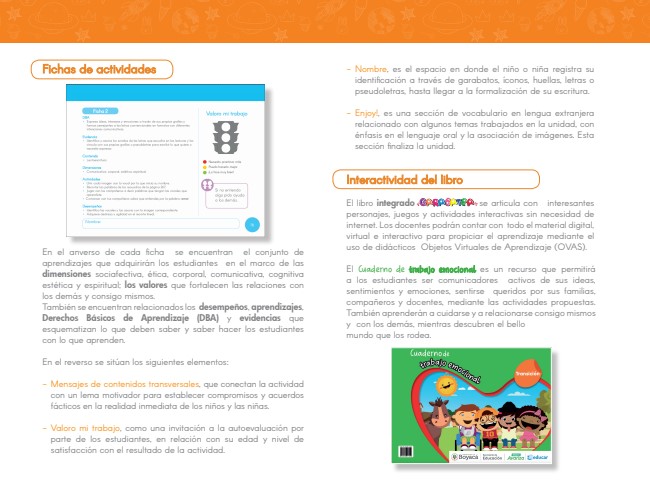 Fichas de actividades
Valoro mi trabajo
En el anverso de cada ficha se encuentran el conjunto de
aprendizajes que adquirirán los estudiantes en el marco de las
dimensiones socioafectiva, ética, corporal, comunicativa, cognitiva
estética y espiritual; los valores que fortalecen las relaciones con
los demás y consigo mismos.
También se encuentran relacionados los desempeños, aprendizajes,
Derechos Básicos de Aprendizaje (DBA) y evidencias que
esquematizan lo que deben saber y saber hacer los estudiantes
con lo que aprenden.
En el reverso se sitúan los siguientes elementos:
– Mensajes de contenidos transversales, que conectan la actividad
con un lema motivador para establecer compromisos y acuerdos
fácticos en la realidad inmediata de los niños y las niñas.
– Valoro mi trabajo, como una invitación a la autoevaluación por
parte de los estudiantes, en relación con su edad y nivel de
satisfacción con el resultado de la actividad.
– Nombre, es el espacio en donde el niño o niña registra su
identificación a través de garabatos, íconos, huellas, letras o
pseudoletras, hasta llegar a la formalización de su escritura.
– Enjoy!, es una sección de vocabulario en lengua extranjera
relacionado con algunos temas trabajados en la unidad, con
énfasis en el lenguaje oral y la asociación de imágenes. Esta
sección finaliza la unidad.
Interactividad del libro
El libro integrado se articula con interesantes
personajes, juegos y actividades interactivas sin necesidad de
internet. Los docentes podrán contar con todo el material digital,
virtual e interactivo para propiciar el aprendizaje mediante el
uso de didácticos Objetos Virtuales de Aprendizaje (OVAS).
El Cuaderno de trabajo emocional es un recurso que permitirá
a los estudiantes ser comunicadores activos de sus ideas,
sentimientos y emociones, sentirse queridos por sus familias,
compañeros y docentes, mediante las actividades propuestas.
También aprenderán a cuidarse y a relacionarse consigo mismos
y con los demás, mientras descubren el bello
mundo que los rodea.
Cuaderno de
trabajo emocional
Transición
Boyacá
Educación
Avanza
educar